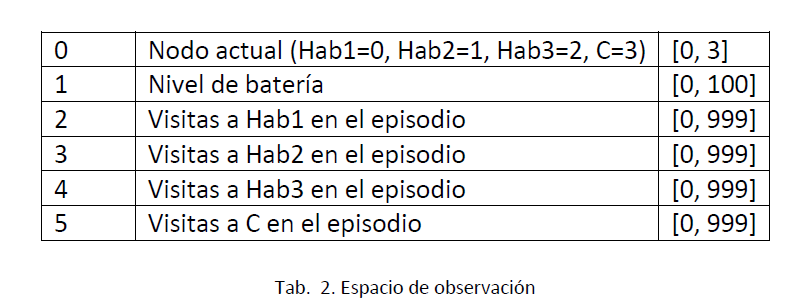 0 Nodo actual (Hab1=0, Hab2=1, Hab3=2, C=3) [0, 3]
1 Nivel de batería [0, 100]
2 Visitas a Hab1 en el episodio [0, 999]
3 Visitas a Hab2 en el episodio [0, 999]
4 Visitas a Hab3 en el episodio [0, 999]
5 Visitas a C en el episodio [0, 999]
Tab. 2. Espacio de observación